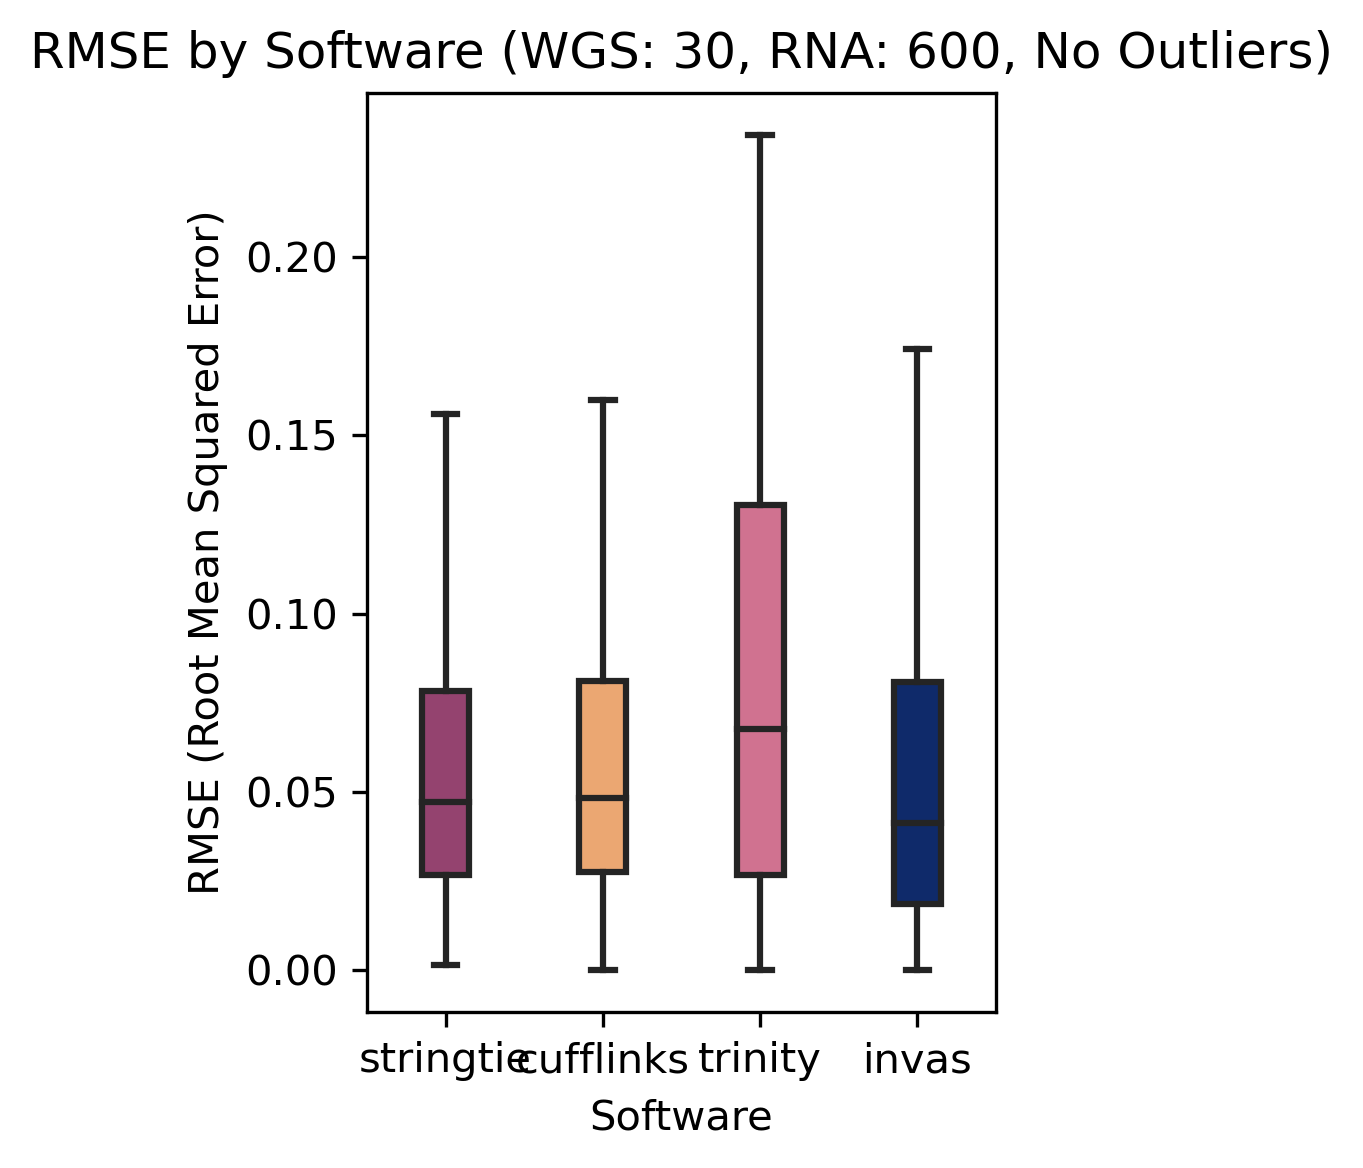 RMSE by Software (WGS: 30, RNA: 600, No Outliers)
RMSE (Root Mean Squared Error)
0.20
0.15
0.10
0.05
0.00
stringtie cufflinks trinity invas
Software